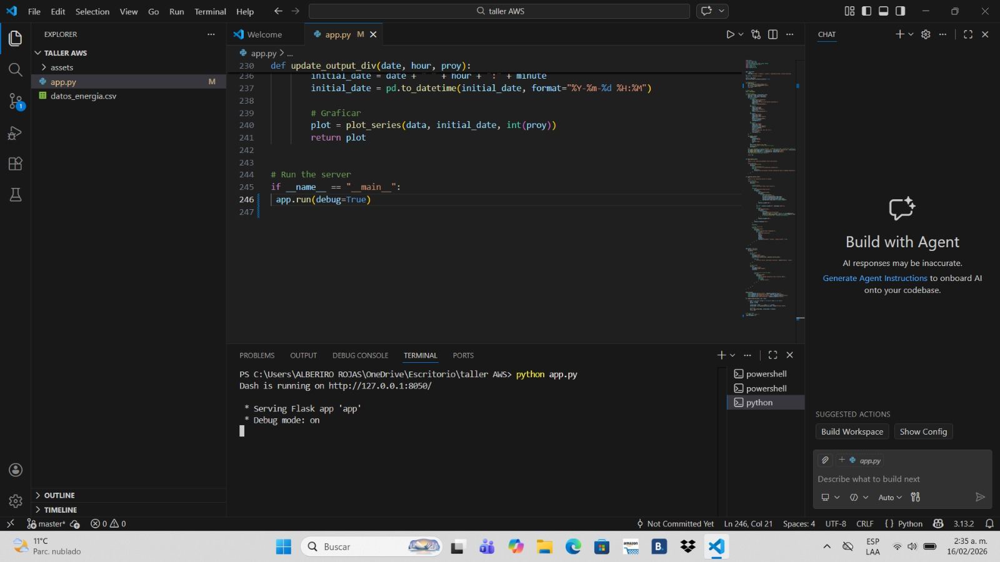 File Edit Selection View Go Run Terminal Help
taller AWS
EXPLORER
TALLER AWS
assets
app.py M
datos_energia.csv
1
OUTLINE
TIMELINE
Welcome
app.py M
app.py > ...
230 def update_output_div(date, hour, proy):
236 initial_date = date + " " + hour + ":" + minute
237 initial_date = pd.to_datetime(initial_date, format="%Y-%m-%d %H:%M")
238
239 # Graficar
240 plot = plot_series(data, initial_date, int(proy))
241 return plot
242
243
244 # Run the server
245 if __name__ == "__main__":
246 app.run(debug=True)
247
PROBLEMS OUTPUT DEBUG CONSOLE TERMINAL PORTS
PS C:\Users\ALBERIRO ROJAS\OneDrive\Escritorio\taller AWS> python app.py
Dash is running on http://127.0.0.1:8050/
* Serving Flask app 'app'
* Debug mode: on
powershell
powershell
python
CHAT
Build with Agent
AI responses may be inaccurate.
Generate Agent Instructions to onboard AI
onto your codebase.
SUGGESTED ACTIONS
Build Workspace Show Config
app.py
Describe what to build next
Auto
master* 0 0 Not Committed Yet Ln 246, Col 21 Spaces: 4 UTF-8 CRLF { } Python 3.13.2
11°C
Parc. nublado
Buscar
amazon
B.
ESP
LAA
2:35 a. m.
16/02/2026